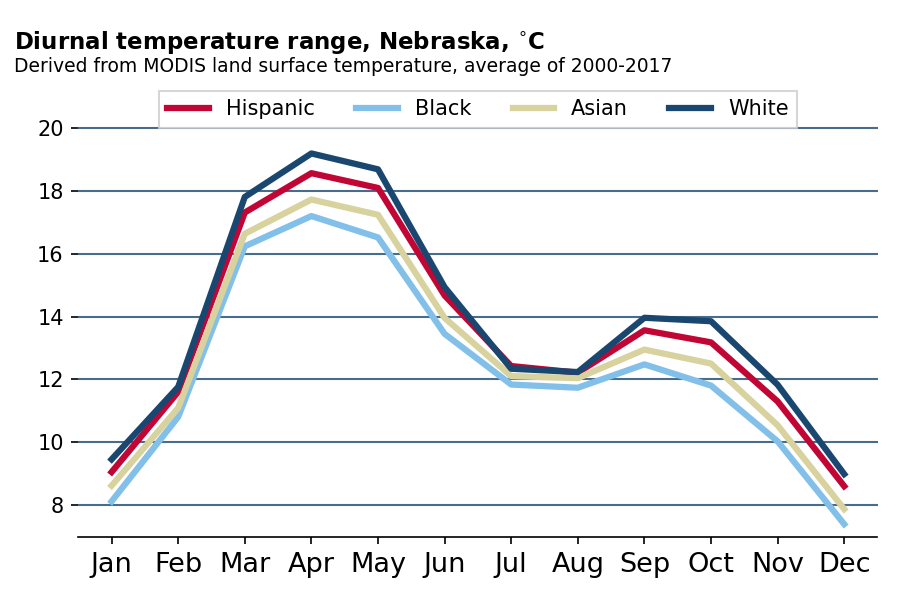 Diurnal temperature range, Nebraska, °C
Derived from MODIS land surface temperature, average of 2000-2017
Hispanic Black Asian White
20
18
16
14
12
10
8
Jan Feb Mar Apr May Jun Jul Aug Sep Oct Nov Dec